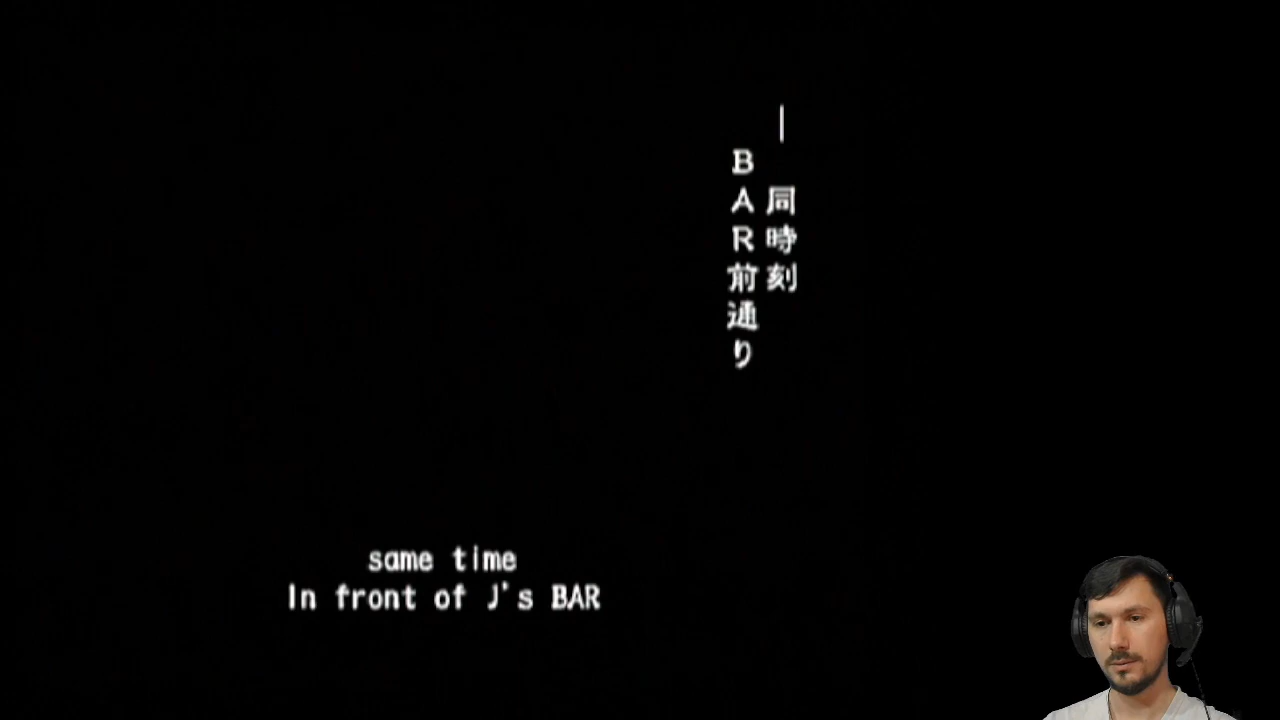 ― 同時刻
BAR前通り
same time
In front of J's BAR